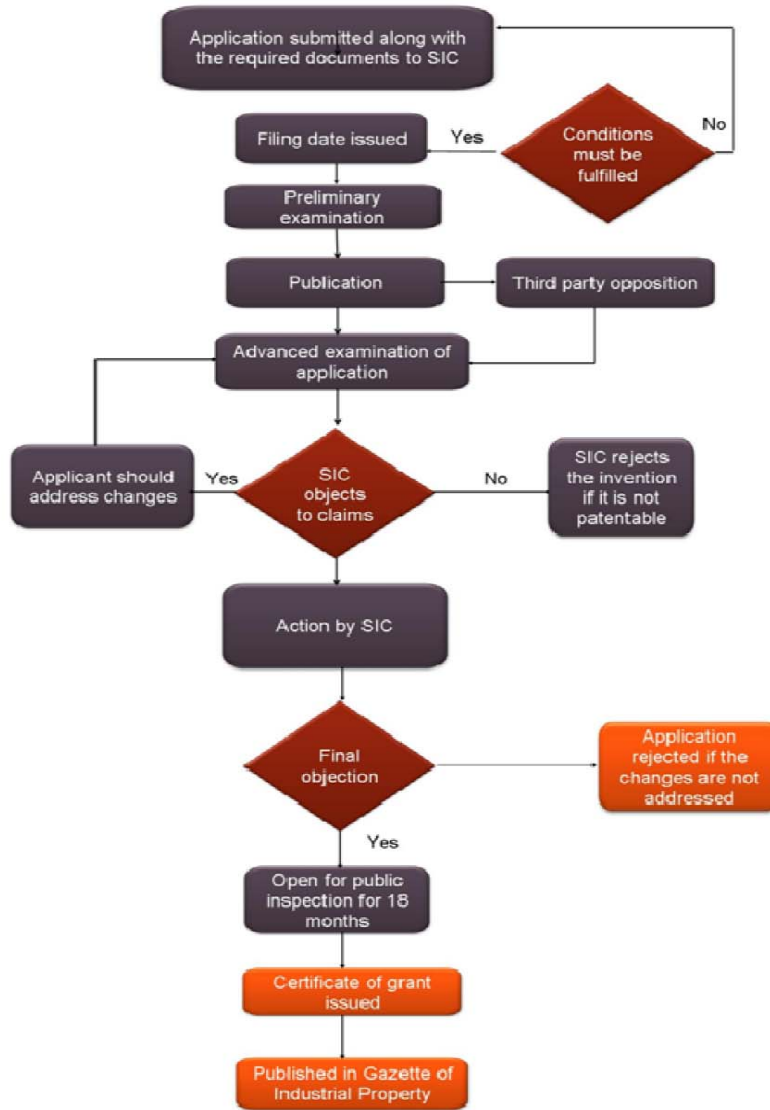 Application submitted along with
the required documents to SIC
No
Conditions
must be
fulfilled
Yes
Filing date issued
Preliminary
examination
Publication
Third party opposition
Advanced examination of
application
Applicant should
address changes
Yes
SIC
objects
to claims
No
SIC rejects
the invention
if it is not
patentable
Action by SIC
Final
objection
Application
rejected if the
changes are not
addressed
Yes
Open for public
inspection for 18
months
Certificate of grant
issued
Published in Gazette of
Industrial Property